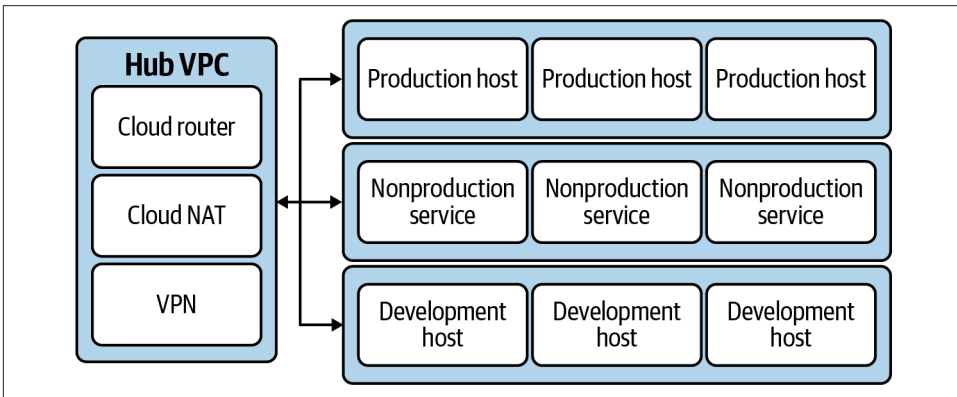 Hub VPC
Cloud router
Cloud NAT
VPN
Production host
Production host
Production host
Nonproduction
service
Nonproduction
service
Nonproduction
service
Development
host
Development
host
Development
host